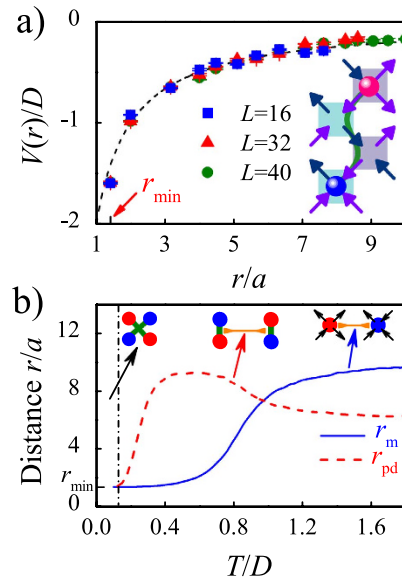 a)
0
-1
-2
V(r)/D
L=16
L=32
L=40
r_min
1 3 5 7 9
r/a
b)
12
8
4
r_min
0
Distance r/a
r_m
r_pd
0.0 0.4 0.8 1.2 1.6
T/D